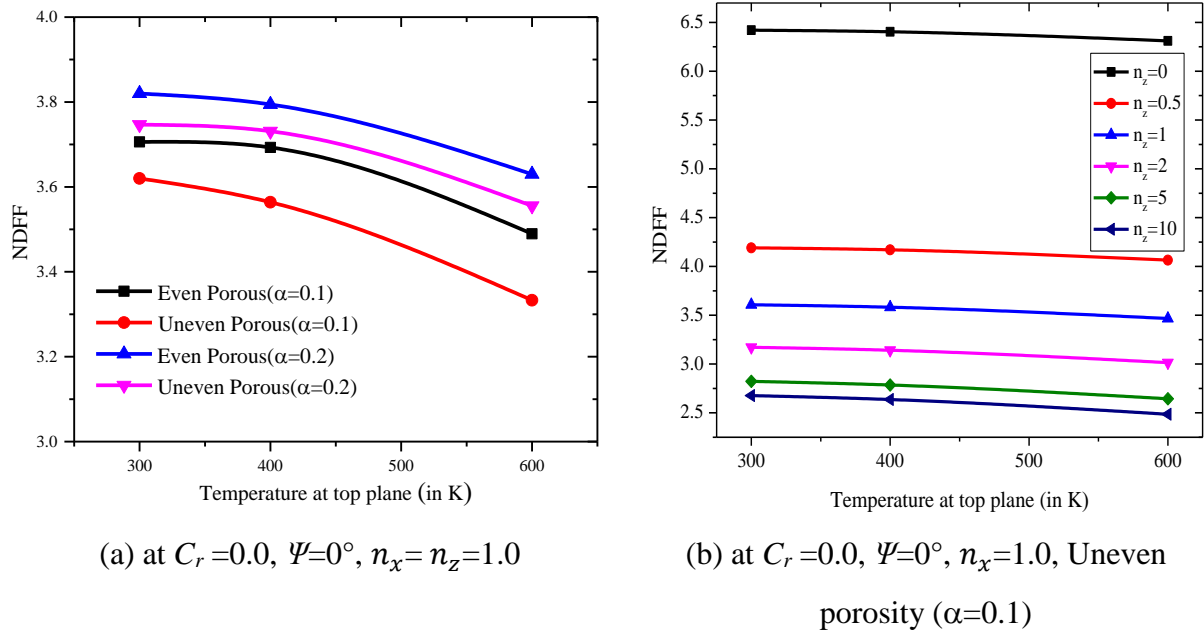 4.0
3.8
3.6
3.4
3.2
3.0
NDFF
Even Porous(α=0.1)
Uneven Porous(α=0.1)
Even Porous(α=0.2)
Uneven Porous(α=0.2)
300 400 500 600
Temperature at top plane (in K)
(a) at Cr =0.0, Ψ=0°, nx= nz=1.0
6.5
6.0
5.5
5.0
4.5
4.0
3.5
3.0
2.5
NDFF
nz=0
nz=0.5
nz=1
nz=2
nz=5
nz=10
300 400 500 600
Temperature at top plane (in K)
(b) at Cr =0.0, Ψ=0°, nx=1.0, Uneven
porosity (α=0.1)